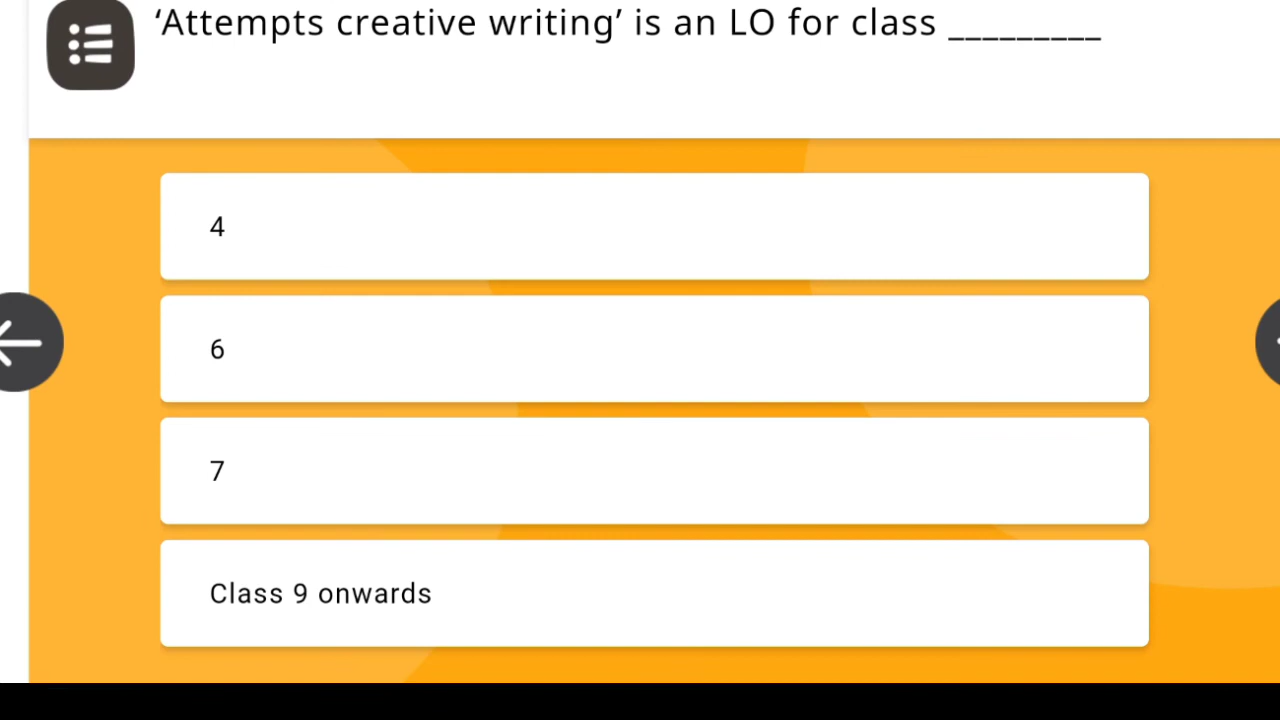 ‘Attempts creative writing’ is an LO for class _________
4
6
7
Class 9 onwards